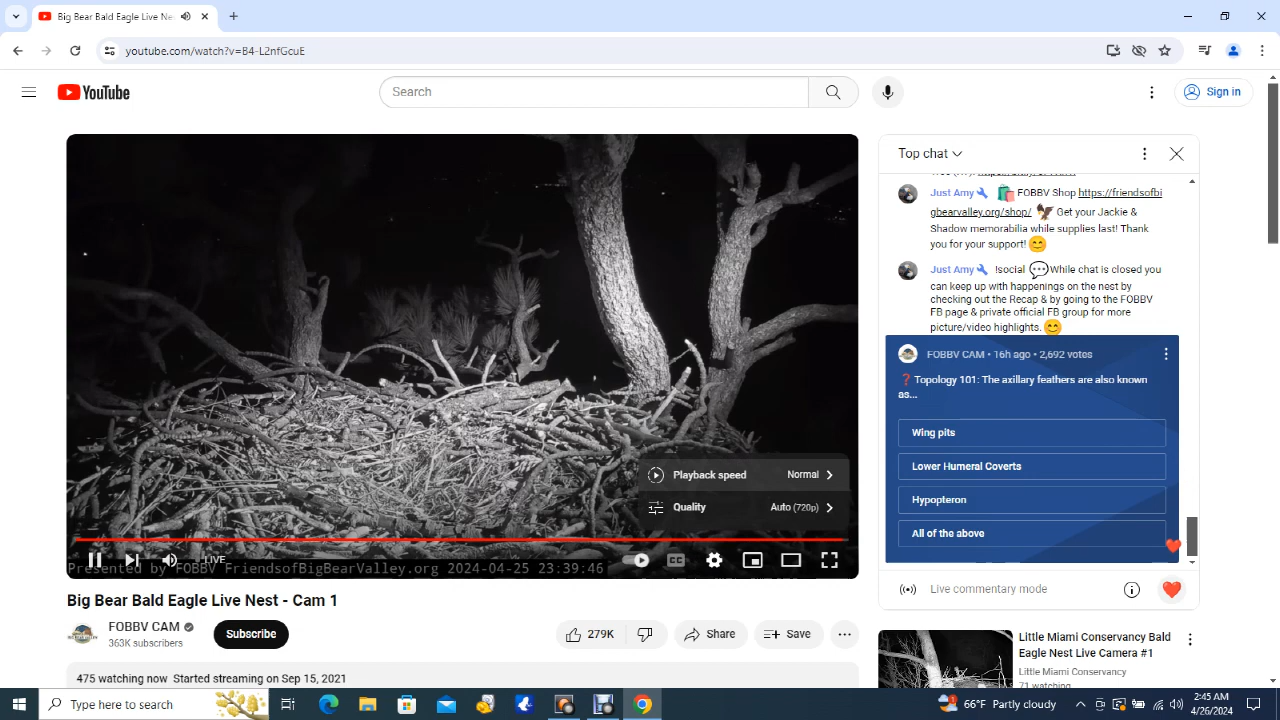 Big Bear Bald Eagle Live Ne
youtube.com/watch?v=B4-L2nfGcuE
YouTube
Search
Sign in
Top chat
Just Amy FOBBV Shop https://friendsofbi
gbearvalley.org/shop/ Get your Jackie &
Shadow memorabilia while supplies last! Thank
you for your support!
Just Amy !social While chat is closed you
can keep up with happenings on the nest by
checking out the Recap & by going to the FOBBV
FB page & private official FB group for more
picture/video highlights.
FOBBV CAM • 16h ago • 2,692 votes
❓Topology 101: The axillary feathers are also known
as...
Wing pits
Lower Humeral Coverts
Hypopteron
All of the above
Live commentary mode
Playback speed Normal
Quality Auto (720p)
LIVE
Presented by FOBBV FriendsofBigBearValley.org 2024-04-25 23:39:46
Big Bear Bald Eagle Live Nest - Cam 1
FOBBV CAM
363K subscribers
Subscribe
279K
Share
Save
475 watching now Started streaming on Sep 15, 2021
Little Miami Conservancy Bald
Eagle Nest Live Camera #1
Little Miami Conservancy
71 watching
Type here to search
66°F Partly cloudy
2:45 AM
4/26/2024